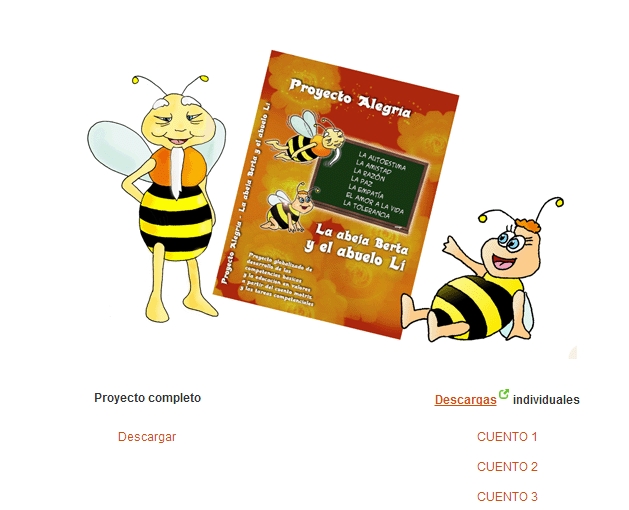 Proyecto Alegría
LA AUTOESTIMA
LA AMISTAD
LA RAZÓN
LA PAZ
LA EMPATÍA
EL AMOR A LA VIDA
LA TOLERANCIA
La abeja Berta
y el abuelo Li
Proyecto globalizado de
desarrollo de las
competencias básicas
y la educación en valores
a partir del cuento motriz
y las tareas competenciales
Proyecto Alegría - La abeja Berta y el abuelo Li
Proyecto completo
Descargas individuales
Descargar
CUENTO 1
CUENTO 2
CUENTO 3